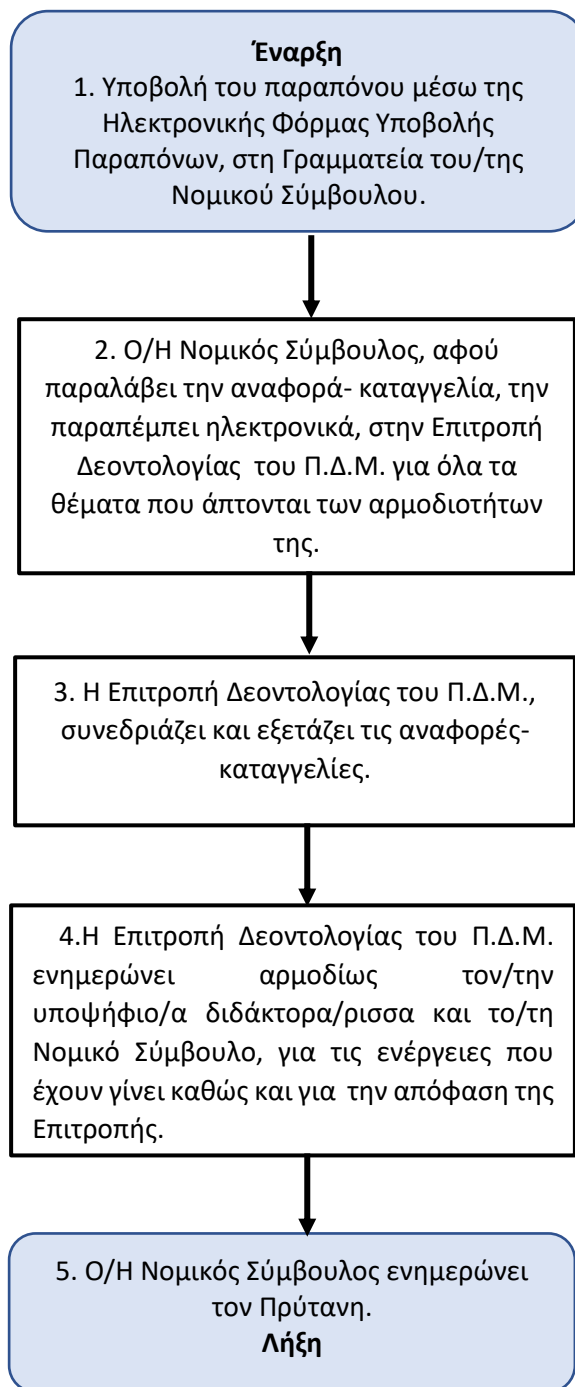 Έναρξη
1. Υποβολή του παραπόνου μέσω της
Ηλεκτρονικής Φόρμας Υποβολής
Παραπόνων, στη Γραμματεία του/της
Νομικού Σύμβουλου.
2. Ο/Η Νομικός Σύμβουλος, αφού
παραλάβει την αναφορά- καταγγελία, την
παραπέμπει ηλεκτρονικά, στην Επιτροπή
Δεοντολογίας του Π.Δ.Μ. για όλα τα
θέματα που άπτονται των αρμοδιοτήτων
της.
3. Η Επιτροπή Δεοντολογίας του Π.Δ.Μ.,
συνεδριάζει και εξετάζει τις αναφορές-
καταγγελίες.
4.Η Επιτροπή Δεοντολογίας του Π.Δ.Μ.
ενημερώνει αρμοδίως τον/την
υποψήφιο/α διδάκτορα/ρισσα και το/τη
Νομικό Σύμβουλο, για τις ενέργειες που
έχουν γίνει καθώς και για την απόφαση της
Επιτροπής.
5. Ο/Η Νομικός Σύμβουλος ενημερώνει
τον Πρύτανη.
Λήξη